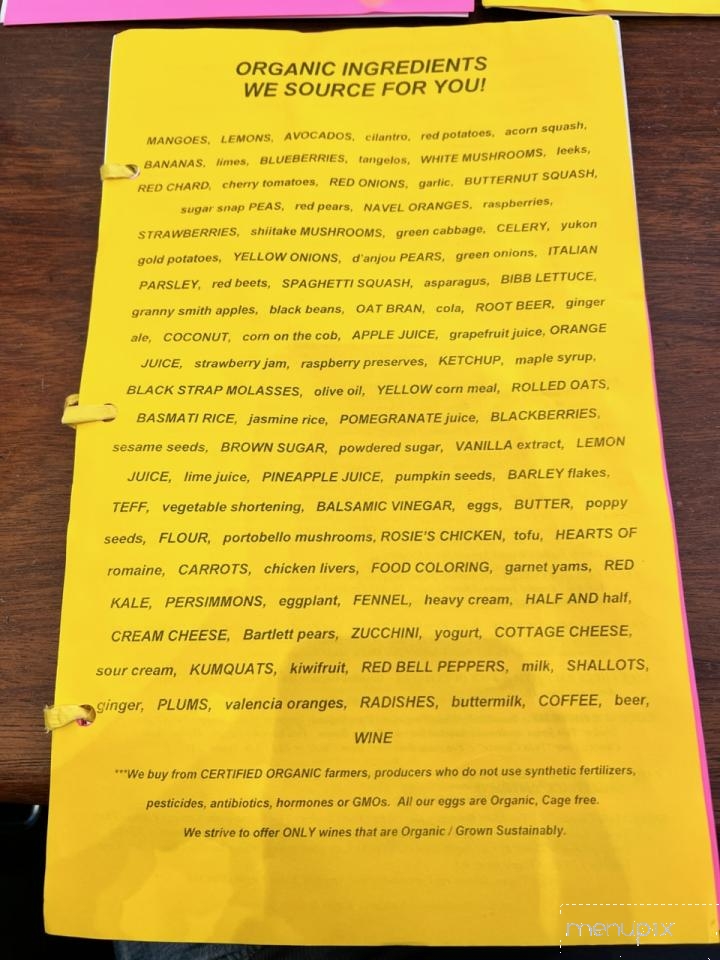 ORGANIC INGREDIENTS
WE SOURCE FOR YOU!
MANGOES, LEMONS, AVOCADOS, cilantro, red potatoes, acorn squash,
BANANAS, limes, BLUEBERRIES, tangelos, WHITE MUSHROOMS, leeks,
RED CHARD, cherry tomatoes, RED ONIONS, garlic, BUTTERNUT SQUASH,
sugar snap PEAS, red pears, NAVEL ORANGES, raspberries,
STRAWBERRIES, shiitake MUSHROOMS, green cabbage, CELERY, yukon
gold potatoes, YELLOW ONIONS, d'anjou PEARS, green onions, ITALIAN
PARSLEY, red beets, SPAGHETTI SQUASH, asparagus, BIBB LETTUCE,
granny smith apples, black beans, OAT BRAN, cola, ROOT BEER, ginger
ale, COCONUT, corn on the cob, APPLE JUICE, grapefruit juice, ORANGE
JUICE, strawberry jam, raspberry preserves, KETCHUP, maple syrup,
BLACK STRAP MOLASSES, olive oil, YELLOW corn meal, ROLLED OATS,
BASMATI RICE, jasmine rice, POMEGRANATE juice, BLACKBERRIES,
sesame seeds, BROWN SUGAR, powdered sugar, VANILLA extract, LEMON
JUICE, lime juice, PINEAPPLE JUICE, pumpkin seeds, BARLEY flakes,
TEFF, vegetable shortening, BALSAMIC VINEGAR, eggs, BUTTER, poppy
seeds, FLOUR, portobello mushrooms, ROSIE'S CHICKEN, tofu, HEARTS OF
romaine, CARROTS, chicken livers, FOOD COLORING, garnet yams, RED
KALE, PERSIMMONS, eggplant, FENNEL, heavy cream, HALF AND half,
CREAM CHEESE, Bartlett pears, ZUCCHINI, yogurt, COTTAGE CHEESE,
sour cream, KUMQUATS, kiwifruit, RED BELL PEPPERS, milk, SHALLOTS,
ginger, PLUMS, valencia oranges, RADISHES, buttermilk, COFFEE, beer,
WINE
***We buy from CERTIFIED ORGANIC farmers, producers who do not use synthetic fertilizers,
pesticides, antibiotics, hormones or GMOs. All our eggs are Organic, Cage free.
We strive to offer ONLY wines that are Organic / Grown Sustainably.
menupix